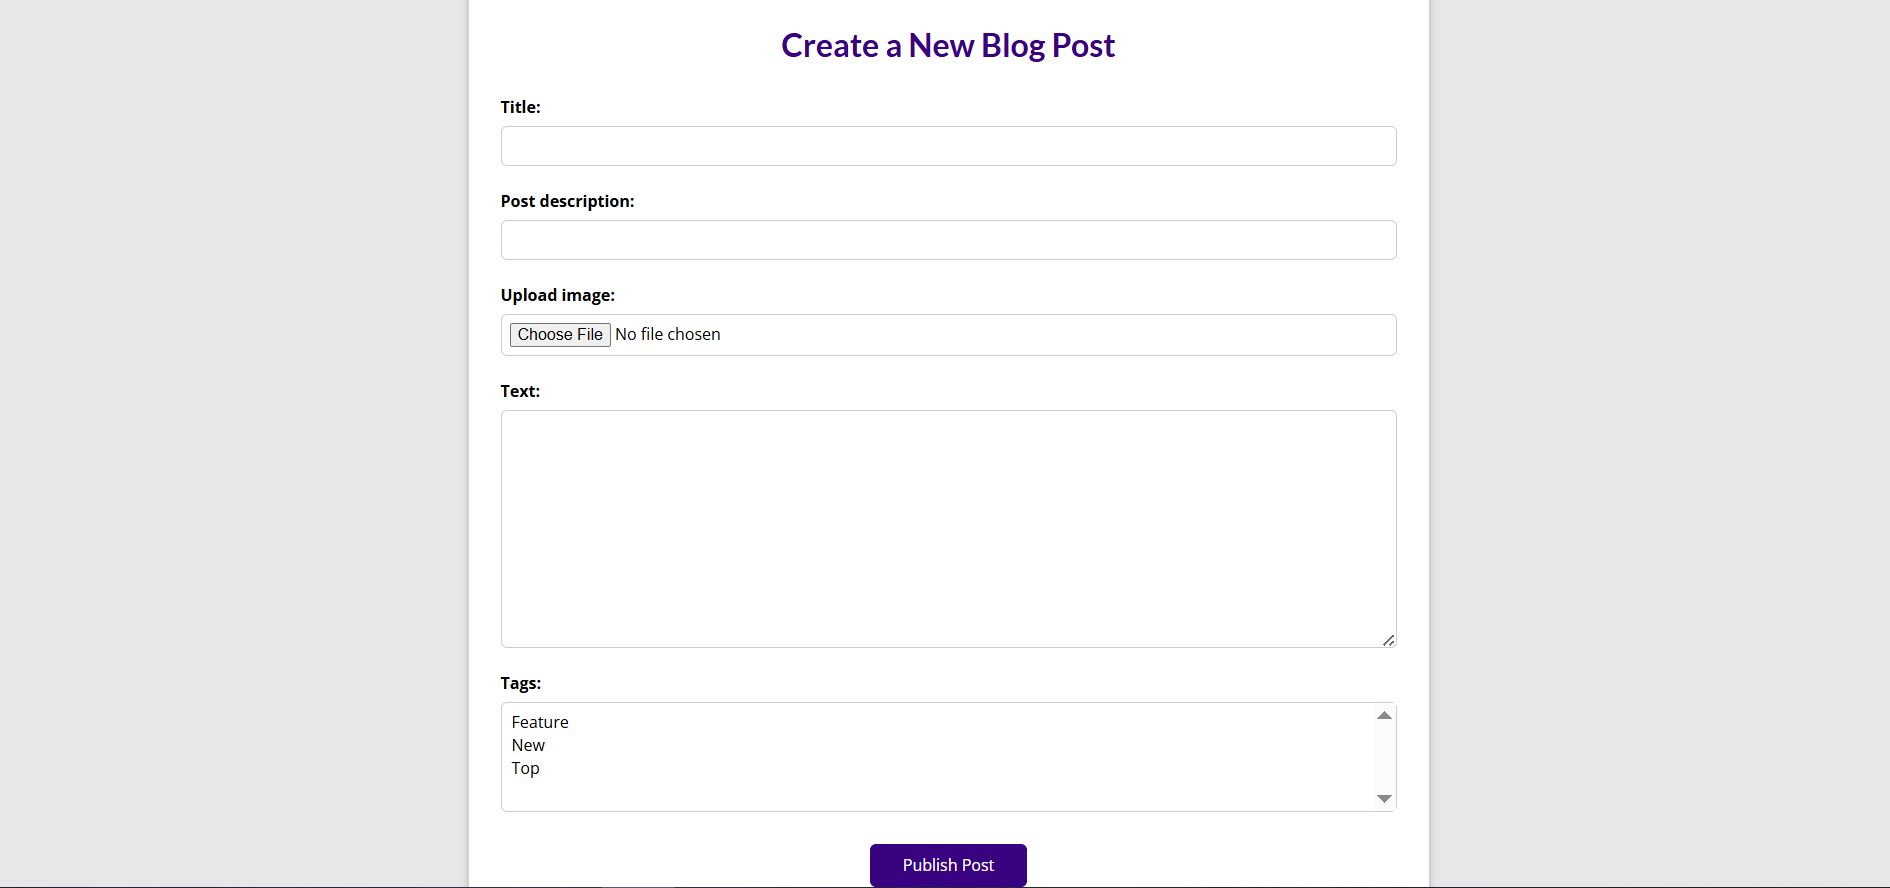 Create a New Blog Post
Title:
Post description:
Upload image:
Choose File No file chosen
Text:
Tags:
Feature
New
Top
Publish Post